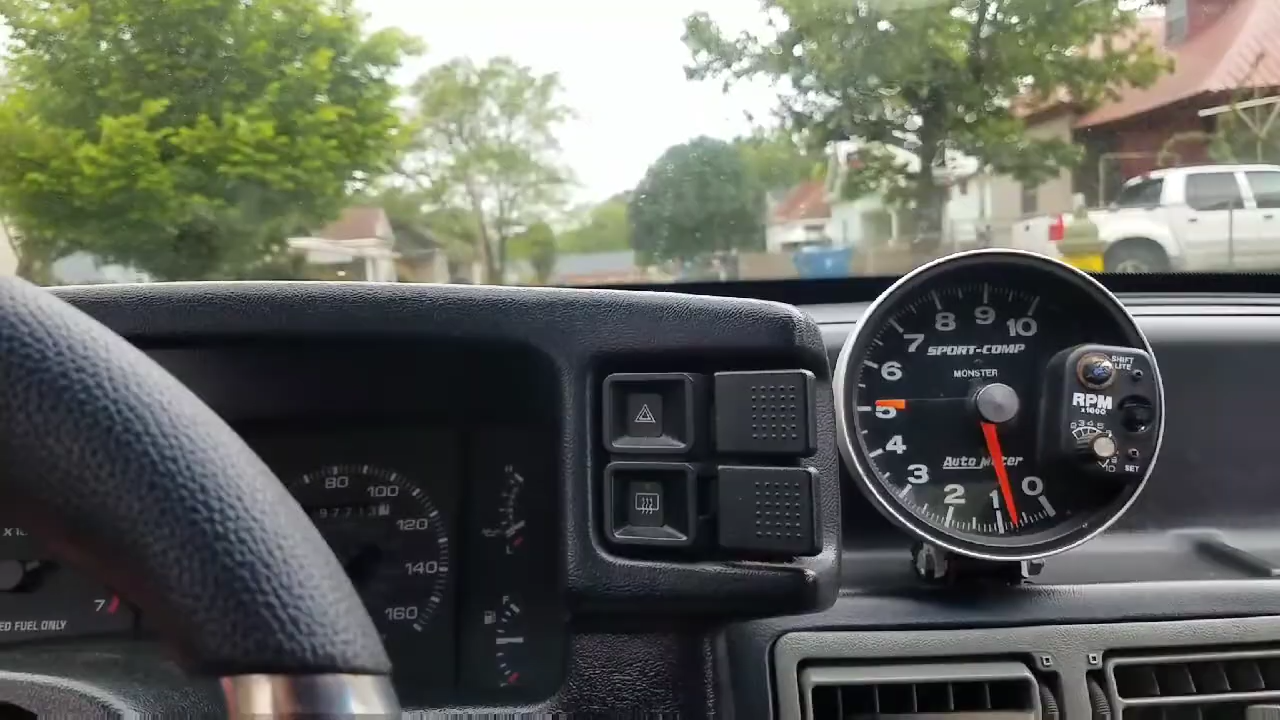 7 8 9 10
SPORT-COMP
MONSTER
6
5
4
3
2
1
0
SHIFT
LITE
RPM
x1000
Auto Meter
SET
10
80
100
120
140
160
7
ED FUEL ONLY